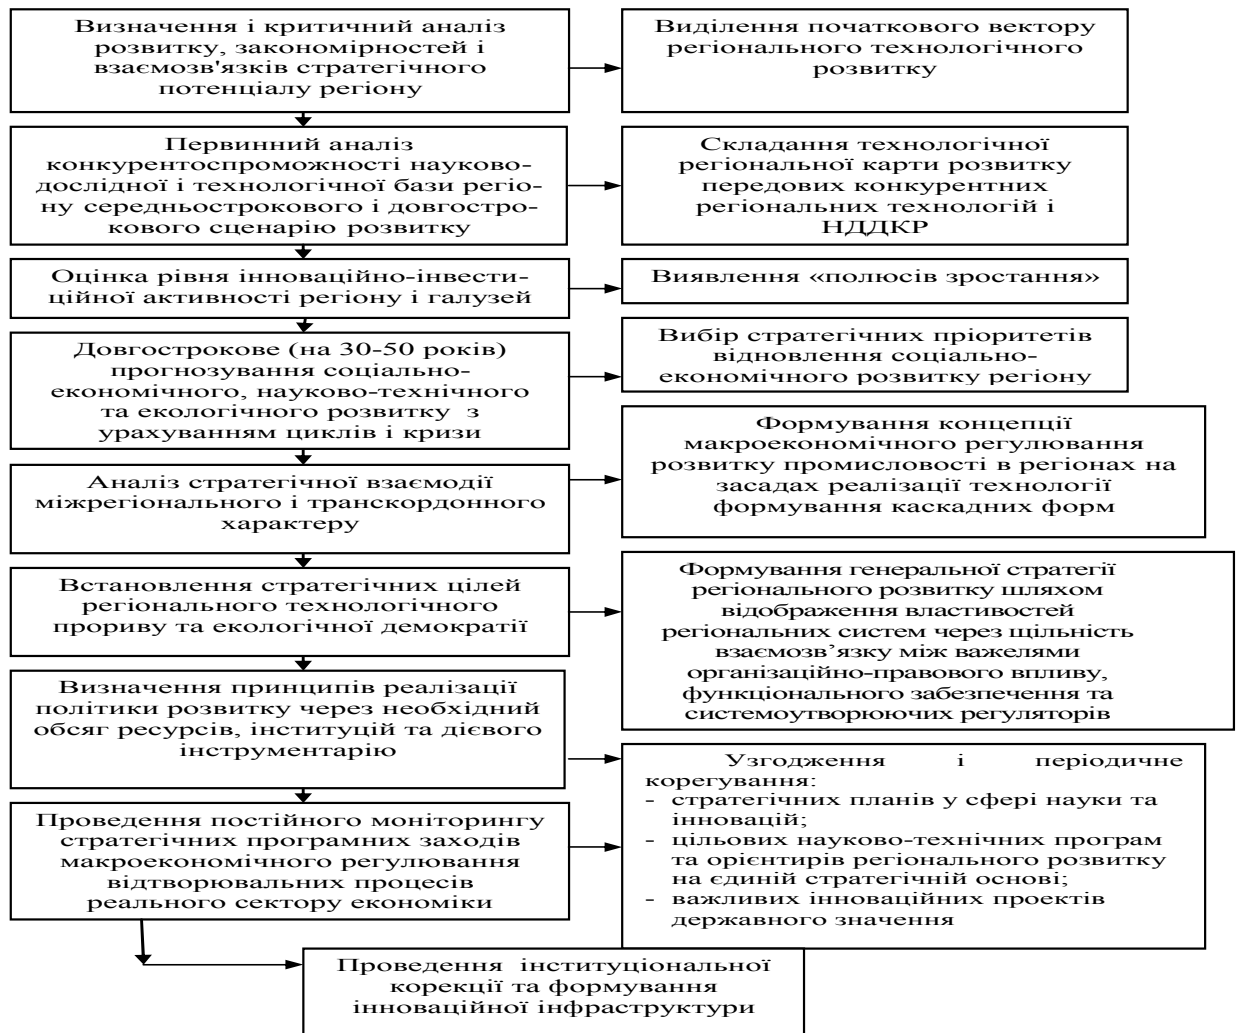 Визначення і критичний аналіз
розвитку, закономірностей і
взаємозв'язків стратегічного
потенціалу регіону
Виділення початкового вектору
регіонального технологічного
розвитку
Первинний аналіз
конкурентоспроможності науково-
дослідної і технологічної бази регіо-
ну середньострокового і довгостро-
кового сценарію розвитку
Складання технологічної
регіональної карти розвитку
передових конкурентних
регіональних технологій і
НДДКР
Оцінка рівня інноваційно-інвести-
ційної активності регіону і галузей
Виявлення «полюсів зростання»
Довгострокове (на 30-50 років)
прогнозування соціально-
економічного, науково-технічного
та екологічного розвитку з
урахуванням циклів і кризи
Вибір стратегічних пріоритетів
відновлення соціально-
економічного розвитку регіону
Аналіз стратегічної взаємодії
міжрегіонального і транскордонного
характеру
Формування концепції
макроекономічного регулювання
розвитку промисловості в регіонах на
засадах реалізації технології
формування каскадних форм
Встановлення стратегічних цілей
регіонального технологічного
прориву та екологічної демократії
Формування генеральної стратегії
регіонального розвитку шляхом
відображення властивостей
регіональних систем через щільність
взаємозв’язку між важелями
організаційно-правового впливу,
функціонального забезпечення та
системоутворюючих регуляторів
Визначення принципів реалізації
політики розвитку через необхідний
обсяг ресурсів, інституцій та дієвого
інструментарію
Узгодження і періодичне
корегування:
- стратегічних планів у сфері науки та
інновацій;
- цільових науково-технічних програм
та орієнтирів регіонального розвитку
на єдиній стратегічній основі;
- важливих інноваційних проектів
державного значення
Проведення постійного моніторингу
стратегічних програмних заходів
макроекономічного регулювання
відтворювальних процесів
реального сектору економіки
Проведення інституціональної
корекції та формування
інноваційної інфраструктури